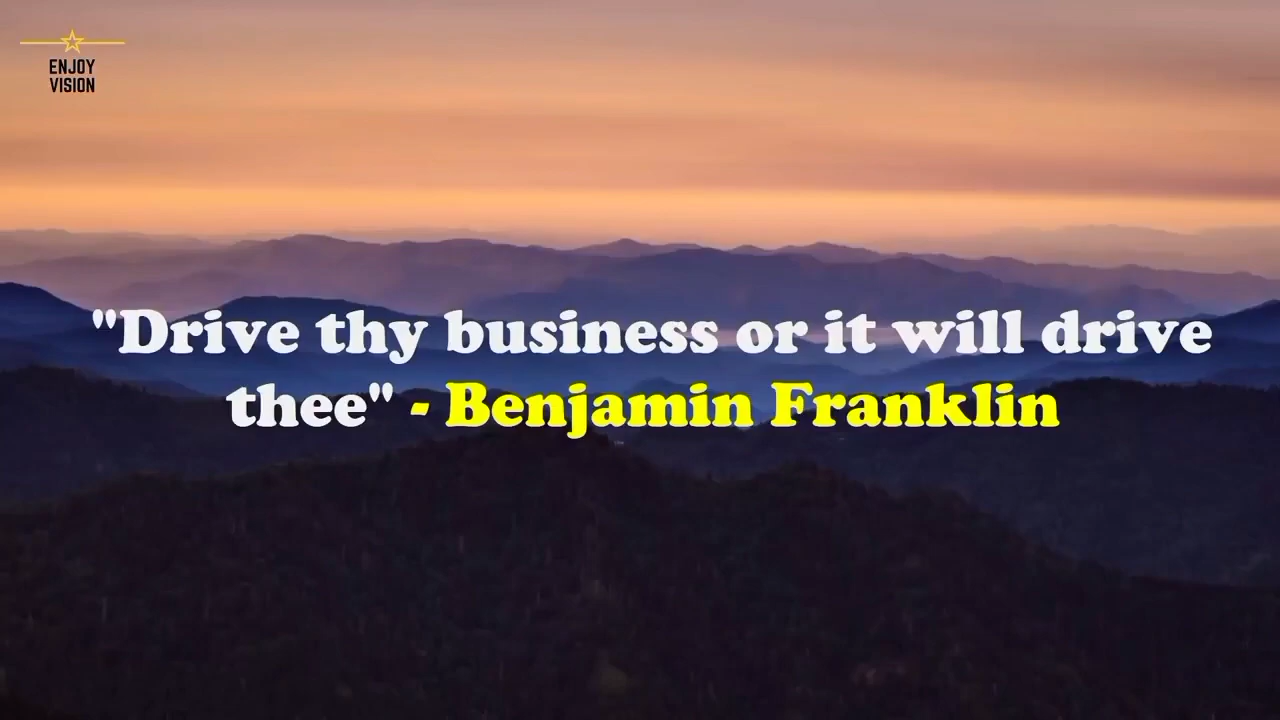 ENJOY
VISION
"Drive thy business or it will drive
thee" - Benjamin Franklin